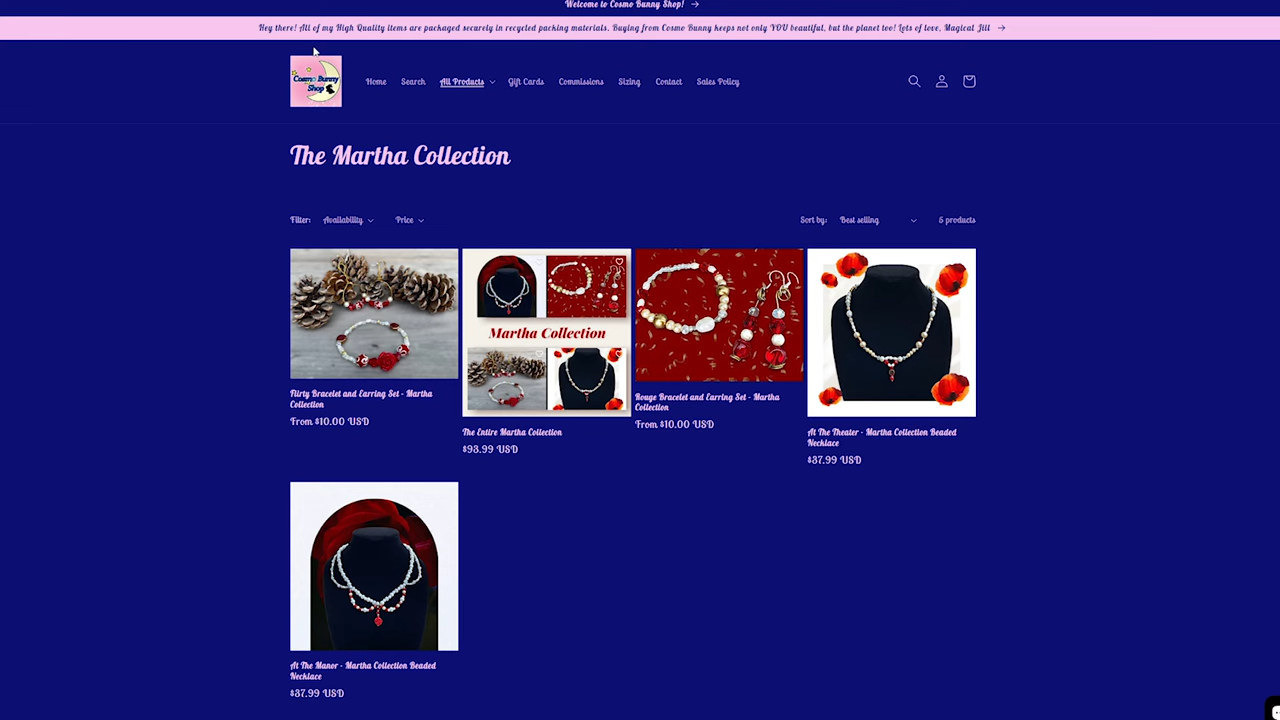 Welcome to Cosmo Bunny Shop! →
Hey there! All of my High Quality items are packaged securely in recycled packing materials. Buying from Cosmo Bunny keeps not only YOU beautiful, but the planet too! Lots of love, Magical Jill →
Cosmo Bunny
Shop
Home
Search
All Products
Gift Cards
Commissions
Sizing
Contact
Sales Policy
The Martha Collection
Filter:
Availability
Price
Sort by:
Best selling
5 products
Martha Collection
Flirty Bracelet and Earring Set - Martha
Collection
From $10.00 USD
The Entire Martha Collection
$93.99 USD
Rouge Bracelet and Earring Set - Martha
Collection
From $10.00 USD
At The Theater - Martha Collection Beaded
Necklace
$37.99 USD
At The Manor - Martha Collection Beaded
Necklace
$37.99 USD